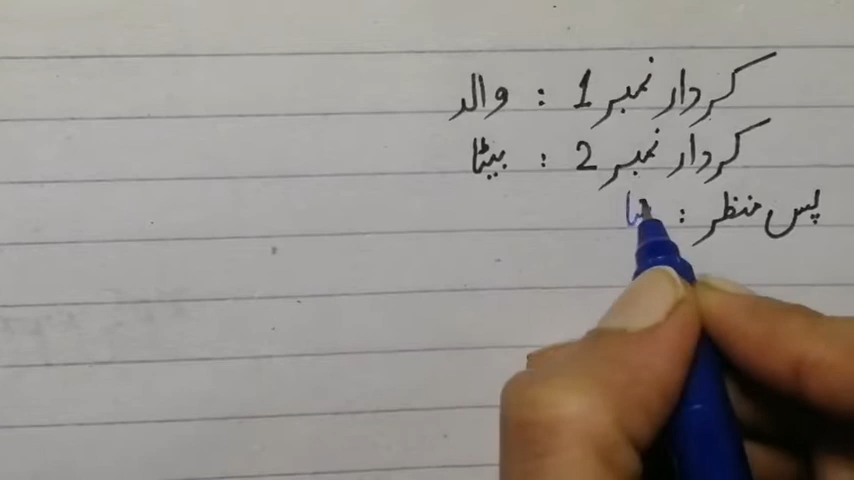 کردار نمبر 1 : والد
کردار نمبر 2 : بیٹا
پس منظر :